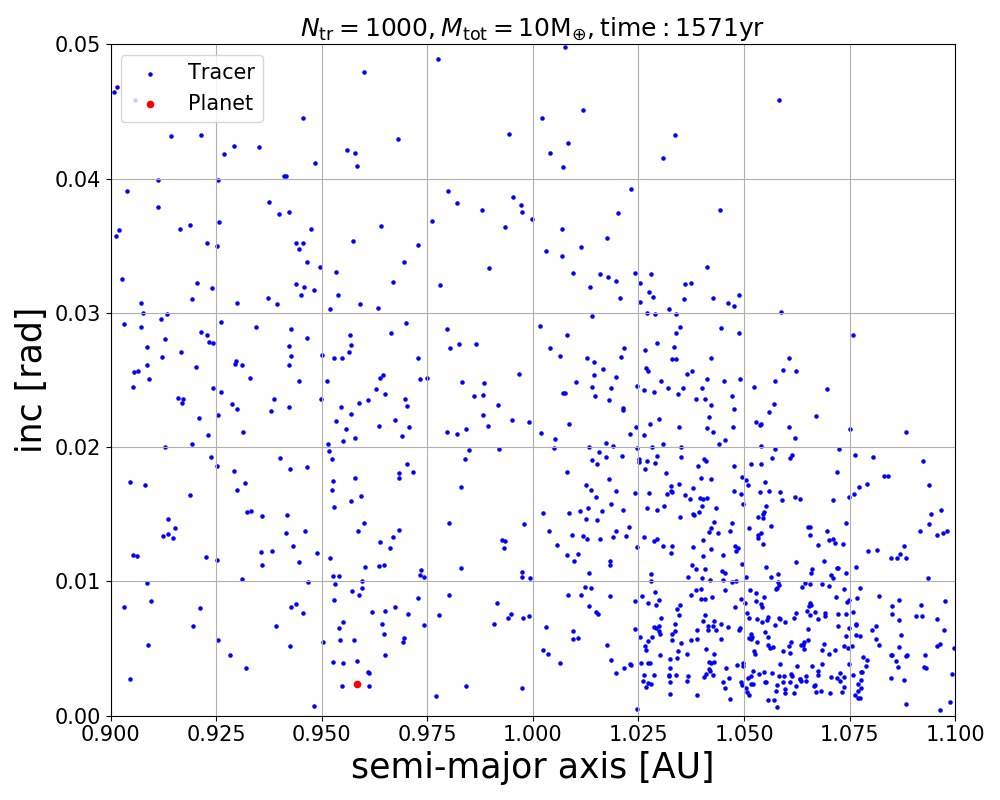 N_tr = 1000, M_tot = 10M_⊕, time : 1571yr
0.05
Tracer
Planet
0.04
0.03
inc [rad]
0.02
0.01
0.00
0.900 0.925 0.950 0.975 1.000 1.025 1.050 1.075 1.100
semi-major axis [AU]